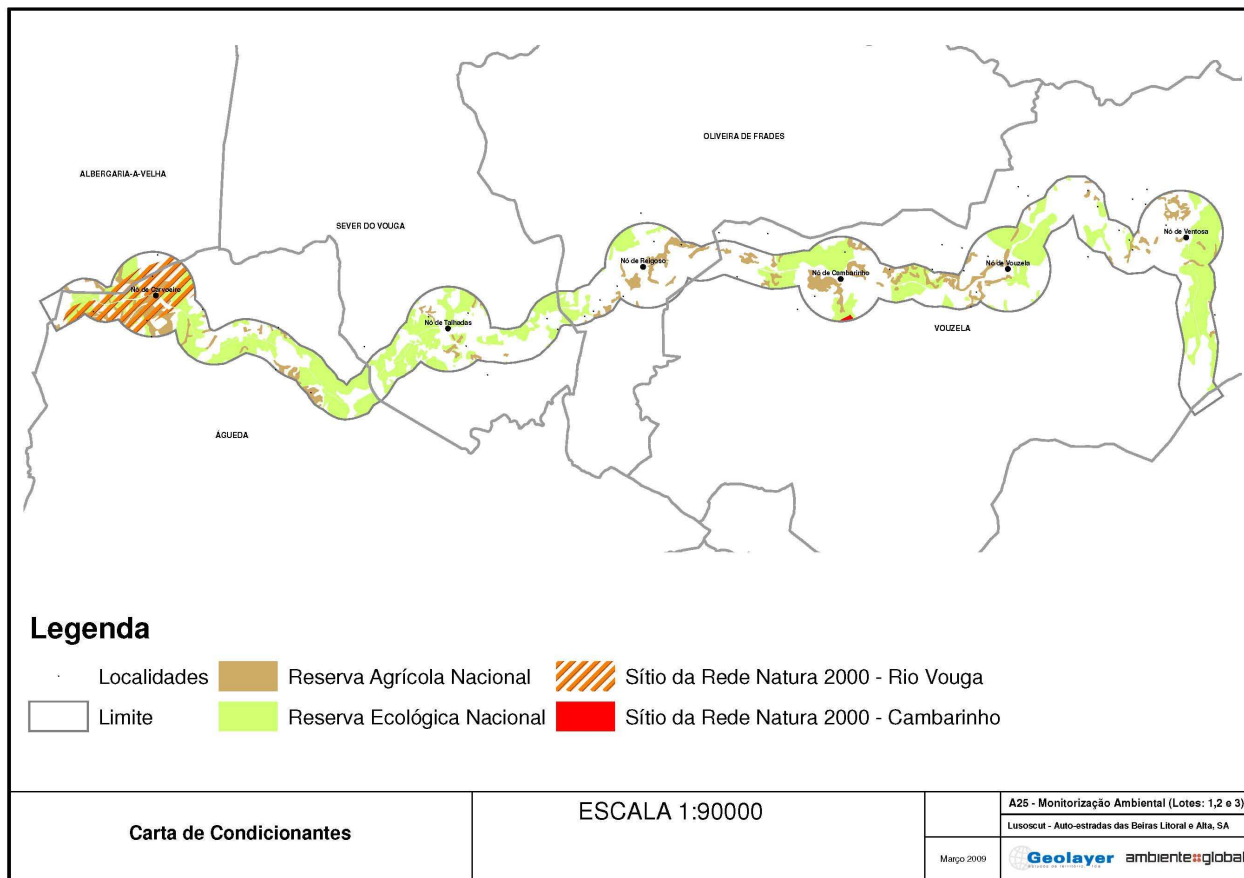 OLIVEIRA DE FRADES
ALBERGARIA-A-VELHA
SEVER DO VOUGA
Nó de Ventosa
Nó de Reigoso
Nó de Vouzela
Nó de Cambarinho
Nó de Carvoeiro
Nó de Talhadas
VOUZELA
ÁGUEDA
Legenda
Localidades
Reserva Agrícola Nacional
Sítio da Rede Natura 2000 - Rio Vouga
Limite
Reserva Ecológica Nacional
Sítio da Rede Natura 2000 - Cambarinho
Carta de Condicionantes
ESCALA 1:90000
A25 - Monitorização Ambiental (Lotes: 1,2 e 3)
Lusoscut - Auto-estradas das Beiras Litoral e Alta, SA
Março 2009
Geolayer
ambiente global